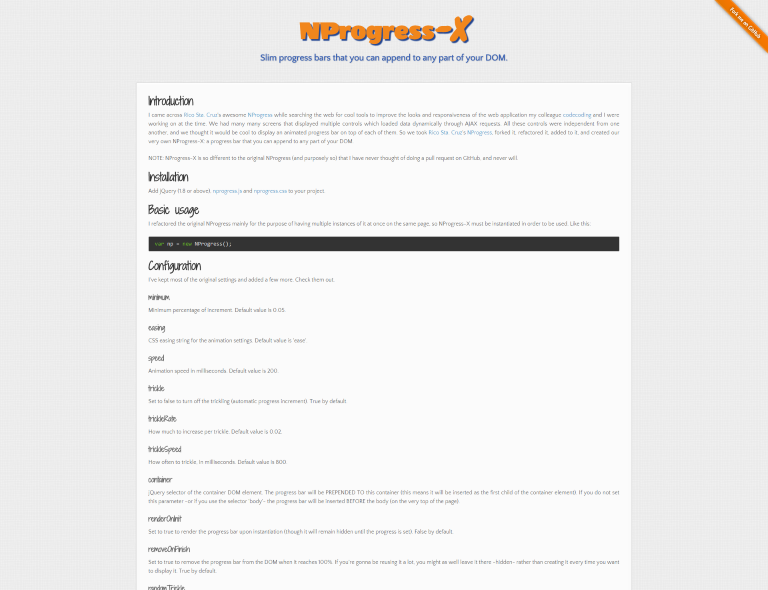 NProgress-X
Fork me on GitHub
Slim progress bars that you can append to any part of your DOM.
Introduction
I came across Rico Sta. Cruz's awesome NProgress while searching the web for cool tools to improve the looks and responsiveness of the web application my colleague codecoding and I were
working on at the time. We had many many screens that displayed multiple controls which loaded data dynamically through AJAX requests. All these controls were independent from one
another, and we thought it would be cool to display an animated progress bar on top of each of them. So we took Rico Sta. Cruz's NProgress, forked it, refactored it, added to it, and created our
very own NProgress-X: a progress bar that you can append to any part of your DOM.
NOTE: NProgress-X is so different to the original NProgress (and purposely so) that I have never thought of doing a pull request on GitHub, and never will.
Installation
Add jQuery (1.8 or above), nprogress.js and nprogress.css to your project.
Basic usage
I refactored the original NProgress mainly for the purpose of having multiple instances of it at once on the same page, so NProgress-X must be instantiated in order to be used. Like this:
var np = new NProgress();
Configuration
I've kept most of the original settings and added a few more. Check them out:
minimum
Minimum percentage of increment. Default value is 0.05.
easing
CSS easing string for the animation settings. Default value is 'ease'.
speed
Animation speed in milliseconds. Default value is 200.
trickle
Set to false to turn off the trickling (automatic progress increment). True by default.
trickleRate
How much to increase per trickle. Default value is 0.02.
trickleSpeed
How often to trickle, in milliseconds. Default value is 800.
container
jQuery selector of the container DOM element. The progress bar will be PREPENDED TO this container (this means it will be inserted as the first child of the container element). If you do not set
this parameter -or if you use the selector 'body'- the progress bar will be inserted BEFORE the body (on the very top of the page).
renderOnInit
Set to true to render the progress bar upon instantiation (though it will remain hidden until the progress is set). False by default.
removeOnFinish
Set to true to remove the progress bar from the DOM when it reaches 100%. If you're gonna be reusing it a lot, you might as well leave it there -hidden- rather than creating it every time you want
to display it. True by default.
randomTrickle